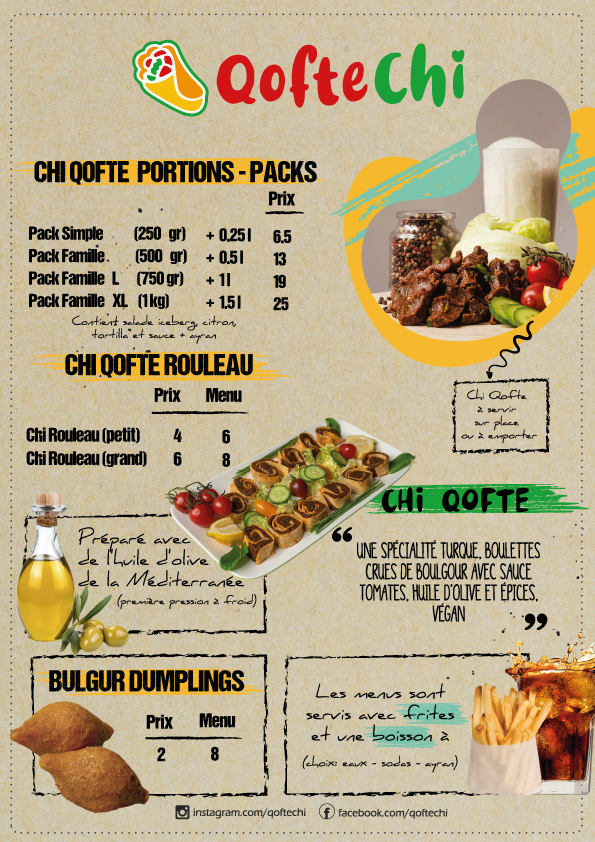 QofteChi
CHI QOFTE PORTIONS - PACKS
Prix
Pack Simple (250 gr) + 0,25 l 6.5
Pack Famille. (500 gr) + 0.5 l 13
Pack Famille L (750 gr) + 1 l 19
Pack Famille XL (1 kg) + 1.5 l 25
Contient salade iceberg, citron,
tortilla et sauce + ayran
CHI QOFTE ROULEAU
Prix Menu
Chi Rouleau (petit) 4 6
Chi Rouleau (grand) 6 8
Chi Qofte
à servir
sur place
ou à emporter
CHi QOFTE
Préparé avec
de l'huile d'olive
de la Méditerranée
(première pression à froid)
“ UNE SPÉCIALITÉ TURQUE, BOULETTES
CRUES DE BOULGOUR AVEC SAUCE
TOMATES, HUILE D'OLIVE ET ÉPICES,
VÉGAN ”
BULGUR DUMPLINGS
Prix Menu
2 8
Les menus sont
servis avec frites
et une boisson à
(choix: eaux - sodas - ayran)
instagram.com/qoftechi facebook.com/qoftechi